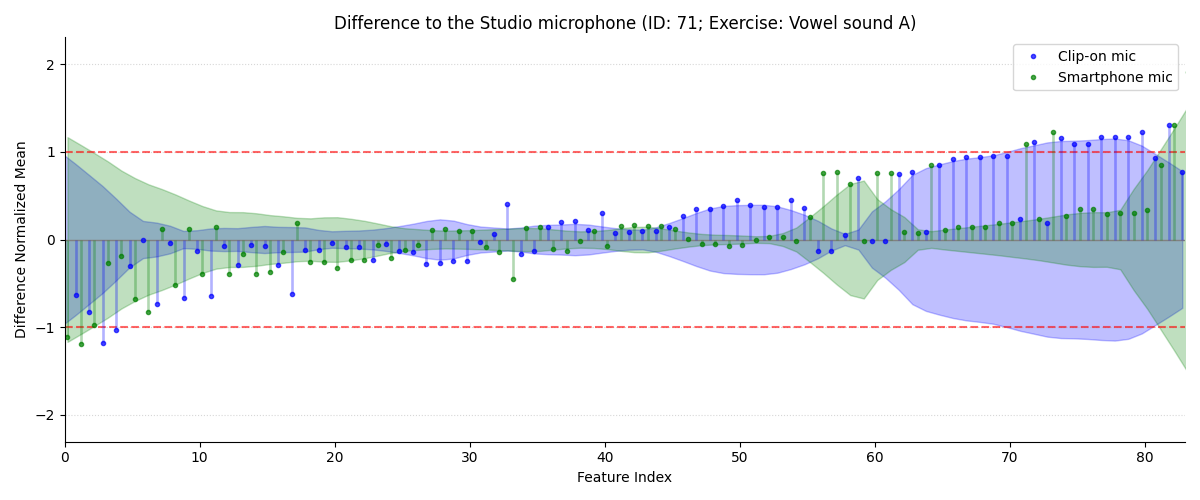 Difference to the Studio microphone (ID: 71; Exercise: Vowel sound A)
Clip-on mic
Smartphone mic
Difference Normalized Mean
2
1
0
−1
−2
0 10 20 30 40 50 60 70 80
Feature Index